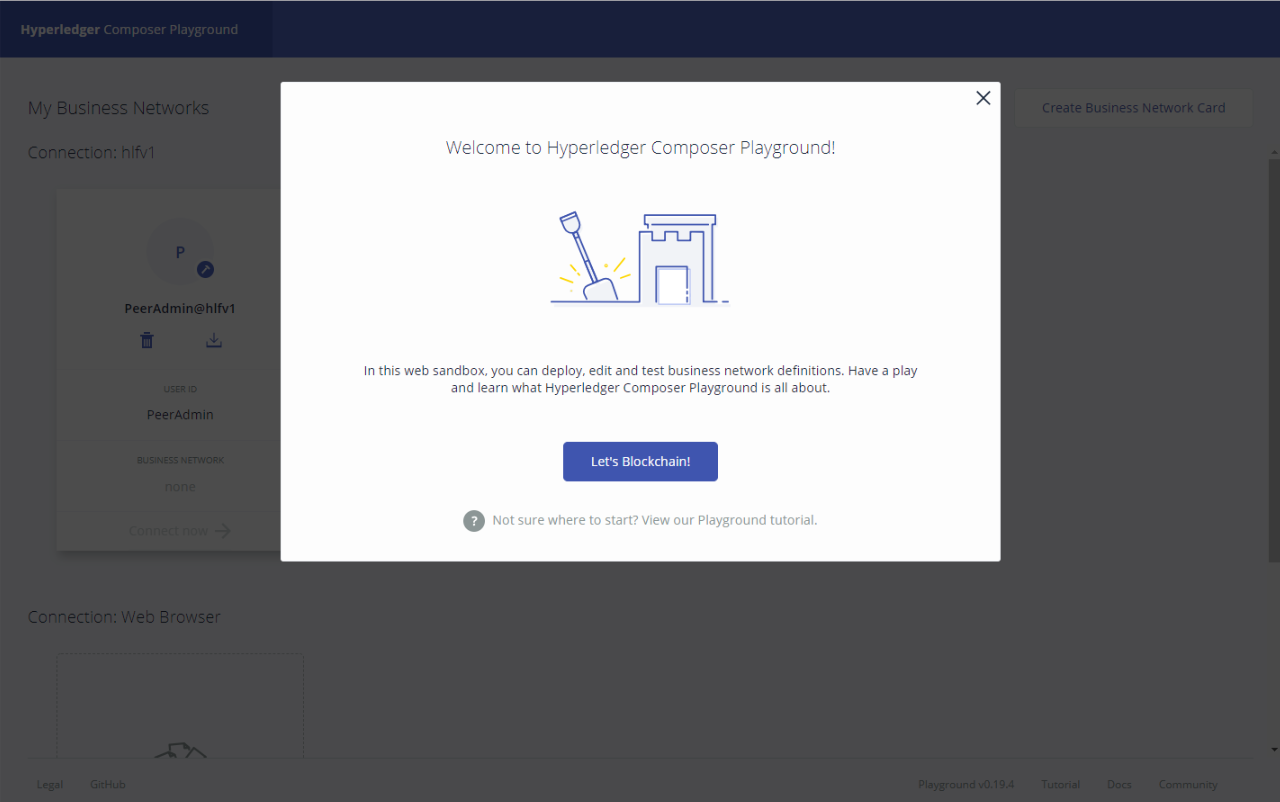 Hyperledger Composer Playground
My Business Networks
Create Business Network Card
Connection: hlfv1
P
PeerAdmin@hlfv1
USER ID
PeerAdmin
BUSINESS NETWORK
none
Connect now
Welcome to Hyperledger Composer Playground!
In this web sandbox, you can deploy, edit and test business network definitions. Have a play
and learn what Hyperledger Composer Playground is all about.
Let's Blockchain!
? Not sure where to start? View our Playground tutorial.
Connection: Web Browser
Legal GitHub Playground v0.19.4 Tutorial Docs Community